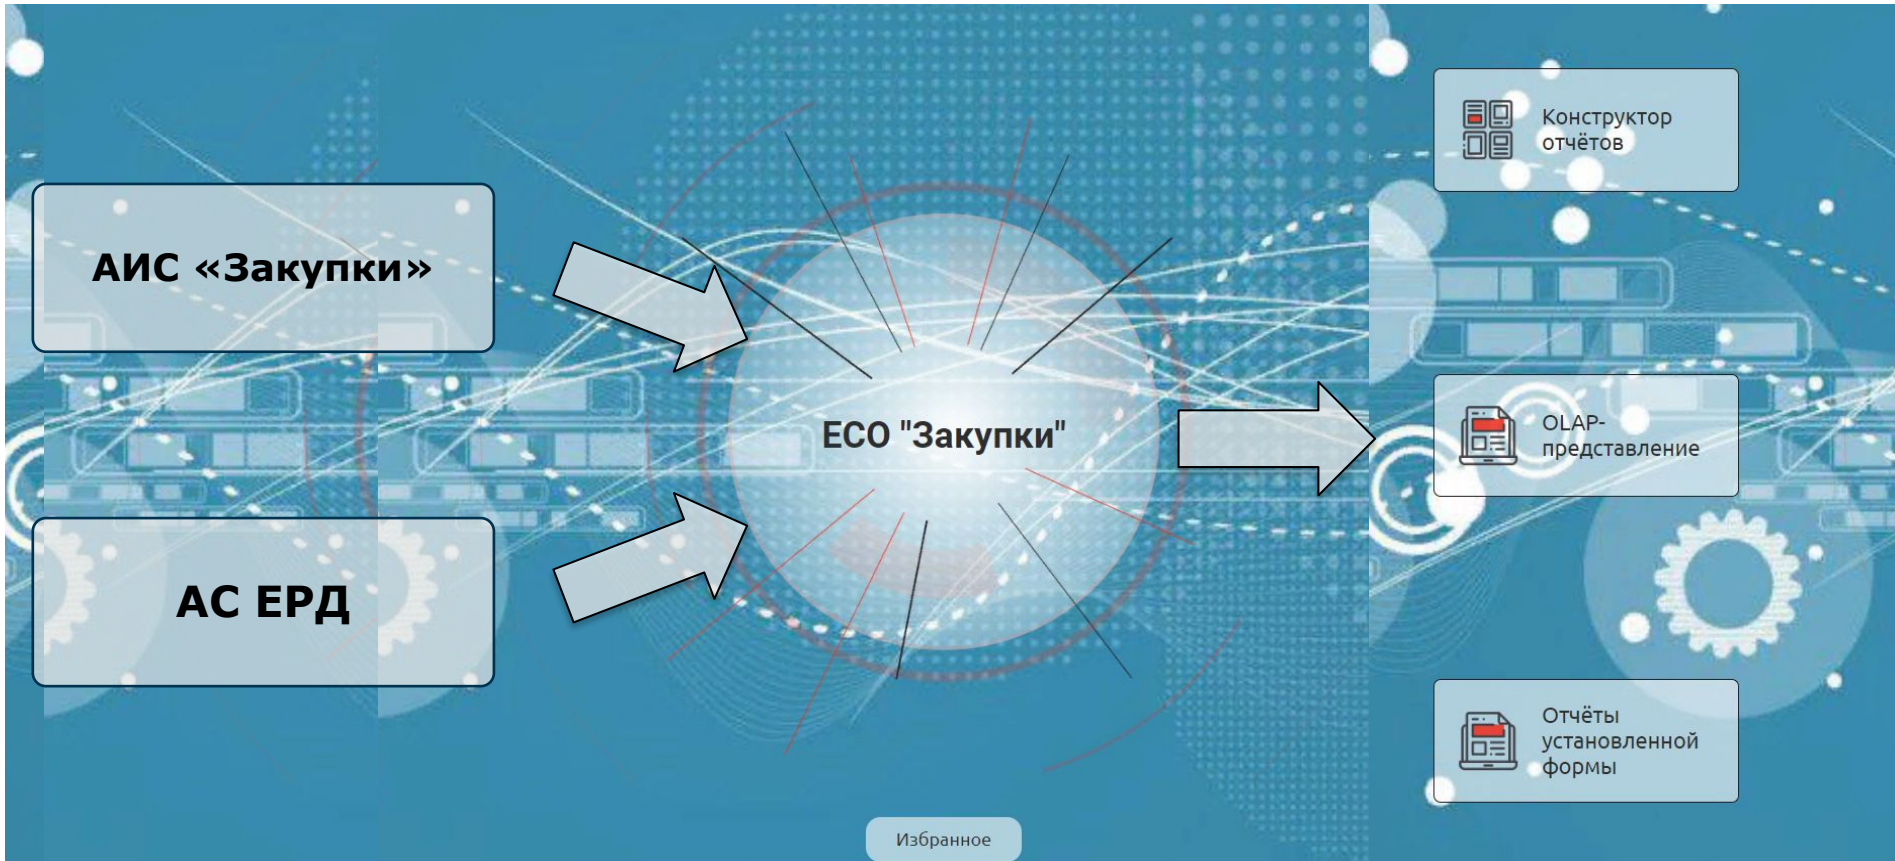 АИС «Закупки»
АС ЕРД
ЕСО "Закупки"
Конструктор
отчётов
OLAP-
представление
Отчёты
установленной
формы
Избранное